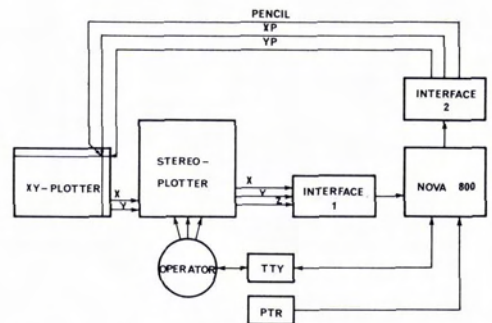 PENCIL
XP
YP
INTERFACE
2
STEREO-
PLOTTER
XY-PLOTTER
X
Y
X
Y
Z
INTERFACE
1
NOVA 800
OPERATOR
TTY
PTR